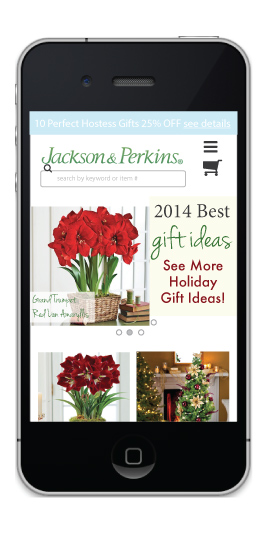 10 Perfect Hostess Gifts 25% OFF see details
Jackson & Perkins®
search by keyword or item #
2014 Best
gift ideas
See More
Holiday
Gift Ideas!
Grand Trumpet
Red Van Amaryllis